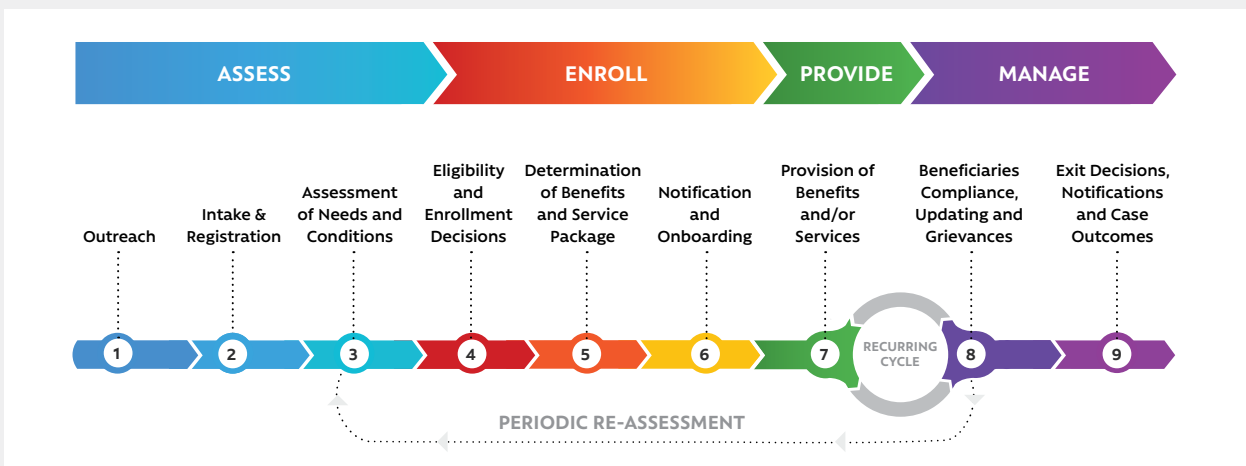 ASSESS
ENROLL
PROVIDE
MANAGE
Outreach
Intake &
Registration
Assessment
of Needs and
Conditions
Eligibility
and
Enrollment
Decisions
Determination
of Benefits
and Service
Package
Notification
and
Onboarding
Provision of
Benefits
and/or
Services
Beneficiaries
Compliance,
Updating and
Grievances
Exit Decisions,
Notifications
and Case
Outcomes
1
2
3
4
5
6
7
RECURRING
CYCLE
8
9
PERIODIC RE-ASSESSMENT